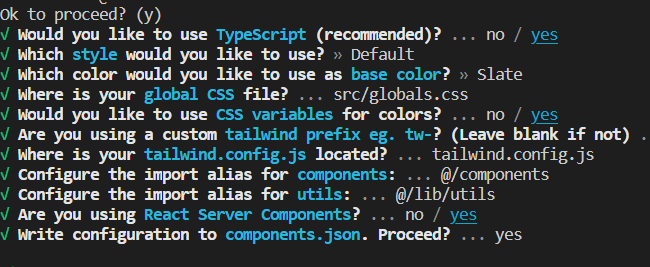 Ok to proceed? (y)
√ Would you like to use TypeScript (recommended)? ... no / yes
√ Which style would you like to use? » Default
√ Which color would you like to use as base color? » Slate
√ Where is your global CSS file? ... src/globals.css
√ Would you like to use CSS variables for colors? ... no / yes
√ Are you using a custom tailwind prefix eg. tw-? (Leave blank if not) .
√ Where is your tailwind.config.js located? ... tailwind.config.js
√ Configure the import alias for components: ... @/components
√ Configure the import alias for utils: ... @/lib/utils
√ Are you using React Server Components? ... no / yes
√ Write configuration to components.json. Proceed? ... yes